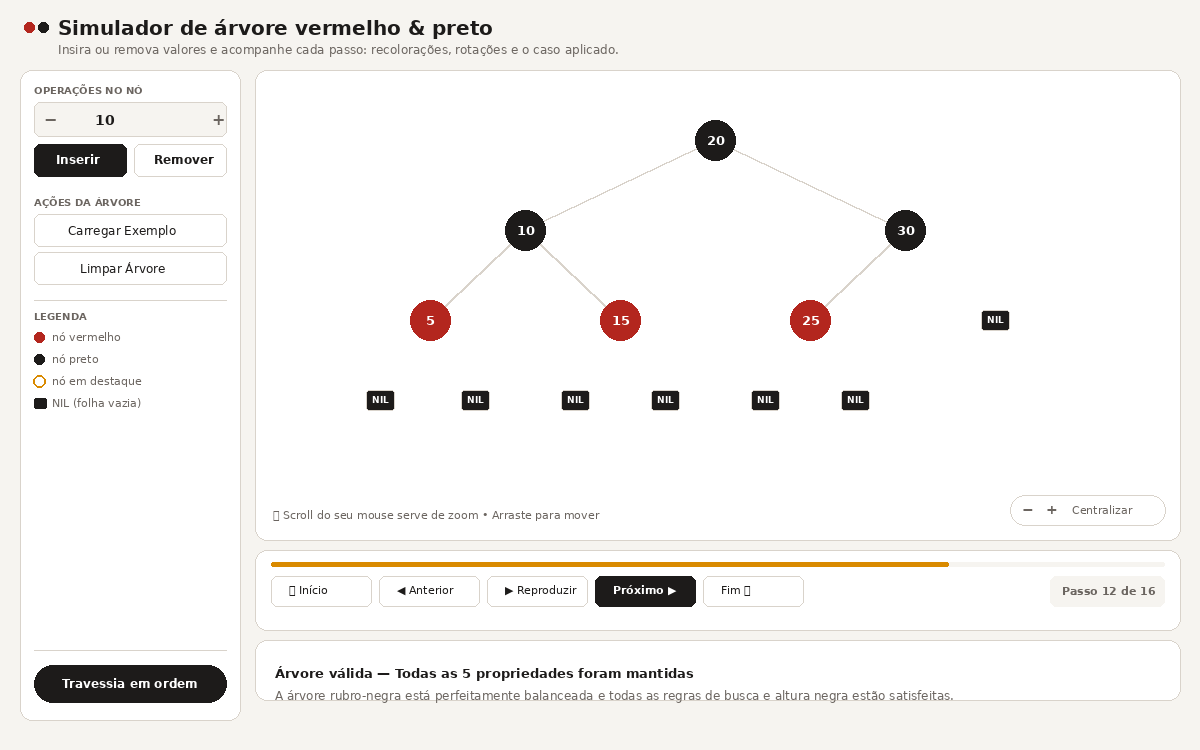 Simulador de árvore vermelho & preto
Insira ou remova valores e acompanhe cada passo: recolorações, rotações e o caso aplicado.
OPERAÇÕES NO NÓ
− 10 +
Inserir Remover
AÇÕES DA ÁRVORE
Carregar Exemplo
Limpar Árvore
LEGENDA
nó vermelho
nó preto
nó em destaque
NIL (folha vazia)
Travessia em ordem
20
10 30
5 15 25 NIL
NIL NIL NIL NIL NIL NIL
Scroll do seu mouse serve de zoom • Arraste para mover
− + Centralizar
Início ◀ Anterior ▶ Reproduzir Próximo ▶ Fim Passo 12 de 16
Árvore válida — Todas as 5 propriedades foram mantidas
A árvore rubro-negra está perfeitamente balanceada e todas as regras de busca e altura negra estão satisfeitas.